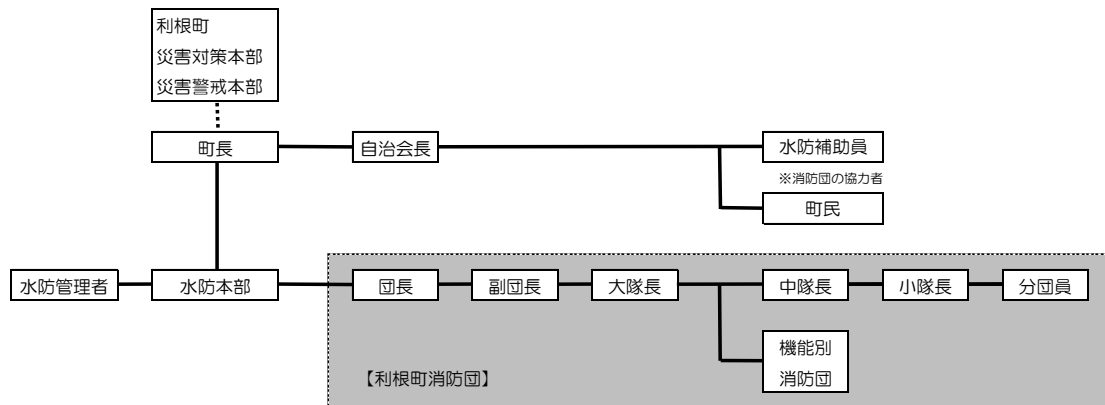 利根町
災害対策本部
災害警戒本部
町長
自治会長
水防補助員
※消防団の協力者
町民
水防管理者
水防本部
団長
副団長
大隊長
中隊長
小隊長
分団員
機能別
消防団
【利根町消防団】